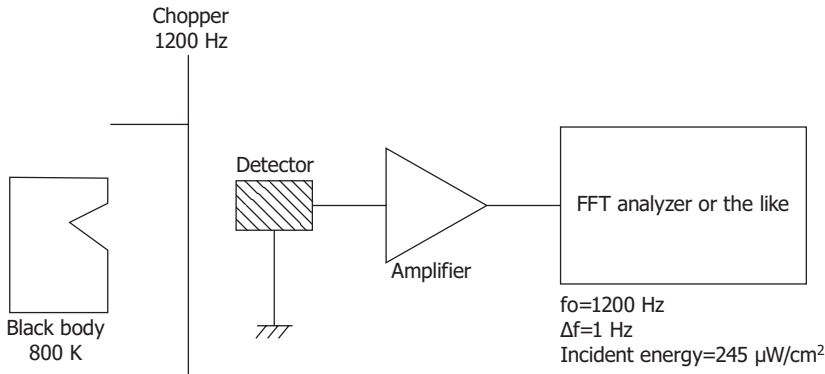 Chopper
1200 Hz
Detector
FFT analyzer or the like
Amplifier
Black body
800 K
fo=1200 Hz
Δf=1 Hz
Incident energy=245 μW/cm²